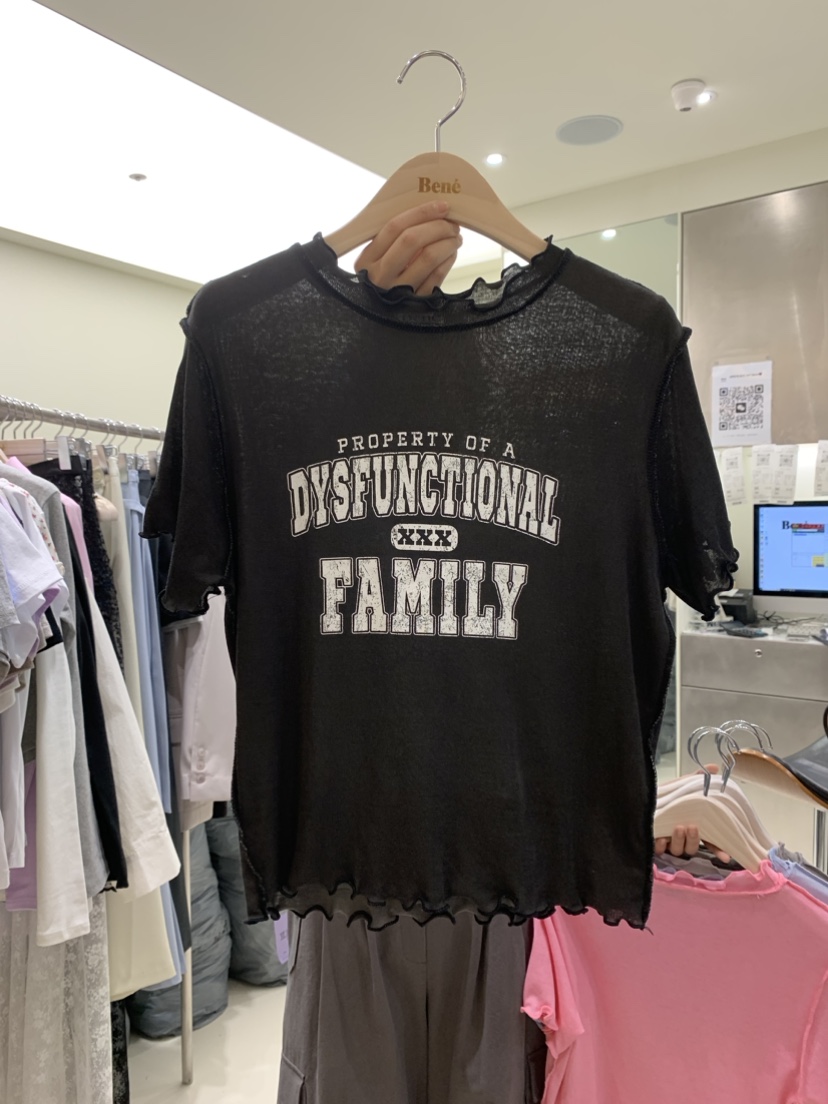 Bené
PROPERTY OF A
DYSFUNCTIONAL
XXX
FAMILY